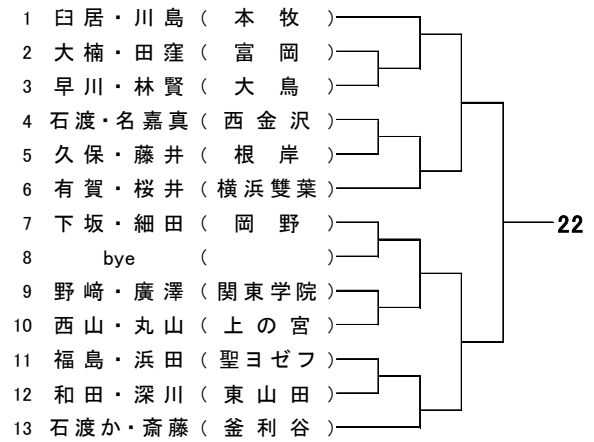 1 臼居・川島 ( 本牧 )
2 大楠・田窪 ( 富岡 )
3 早川・林賢 ( 大鳥 )
4 石渡・名嘉真 ( 西金沢 )
5 久保・藤井 ( 根岸 )
6 有賀・桜井 ( 横浜雙葉 )
7 下坂・細田 ( 岡野 )
22
8 bye ( )
9 野﨑・廣澤 ( 関東学院 )
10 西山・丸山 ( 上の宮 )
11 福島・浜田 ( 聖ヨゼフ )
12 和田・深川 ( 東山田 )
13 石渡か・斎藤 ( 釜利谷 )